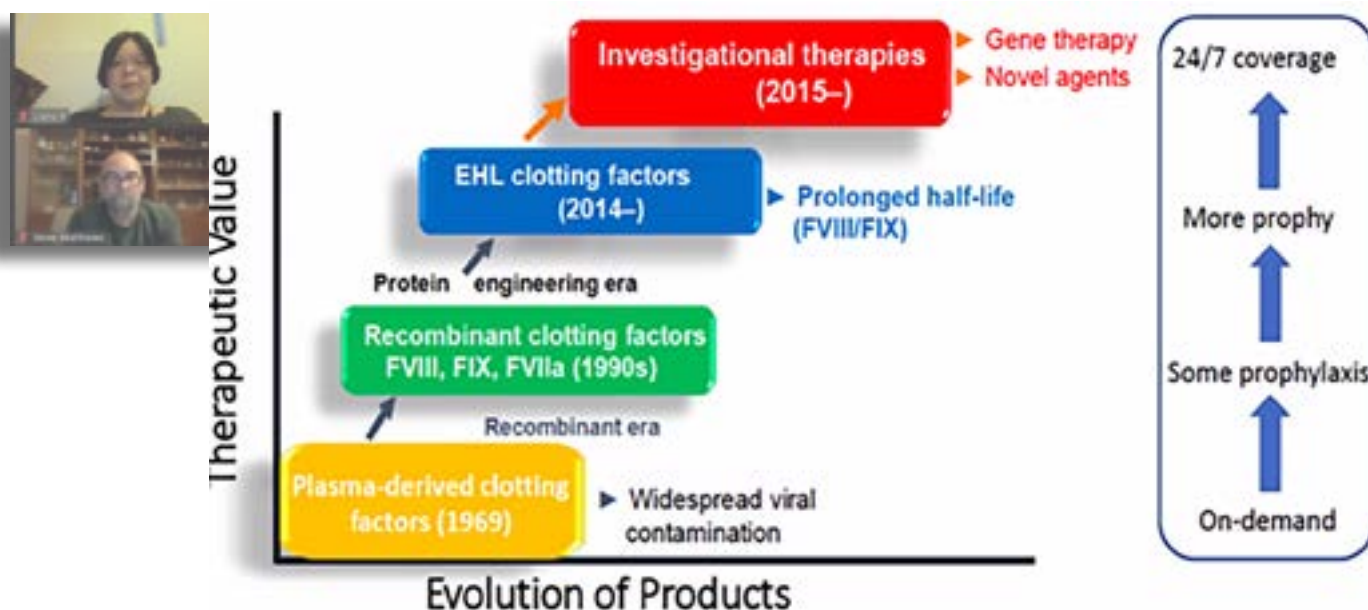 Investigational therapies
(2015–)
Gene therapy
Novel agents
EHL clotting factors
(2014–)
Prolonged half-life
(FVIII/FIX)
Protein engineering era
Recombinant clotting factors
FVIII, FIX, FVIIa (1990s)
Recombinant era
Plasma-derived clotting
factors (1969)
Widespread viral
contamination
Therapeutic Value
Evolution of Products
24/7 coverage
More prophy
Some prophylaxis
On-demand